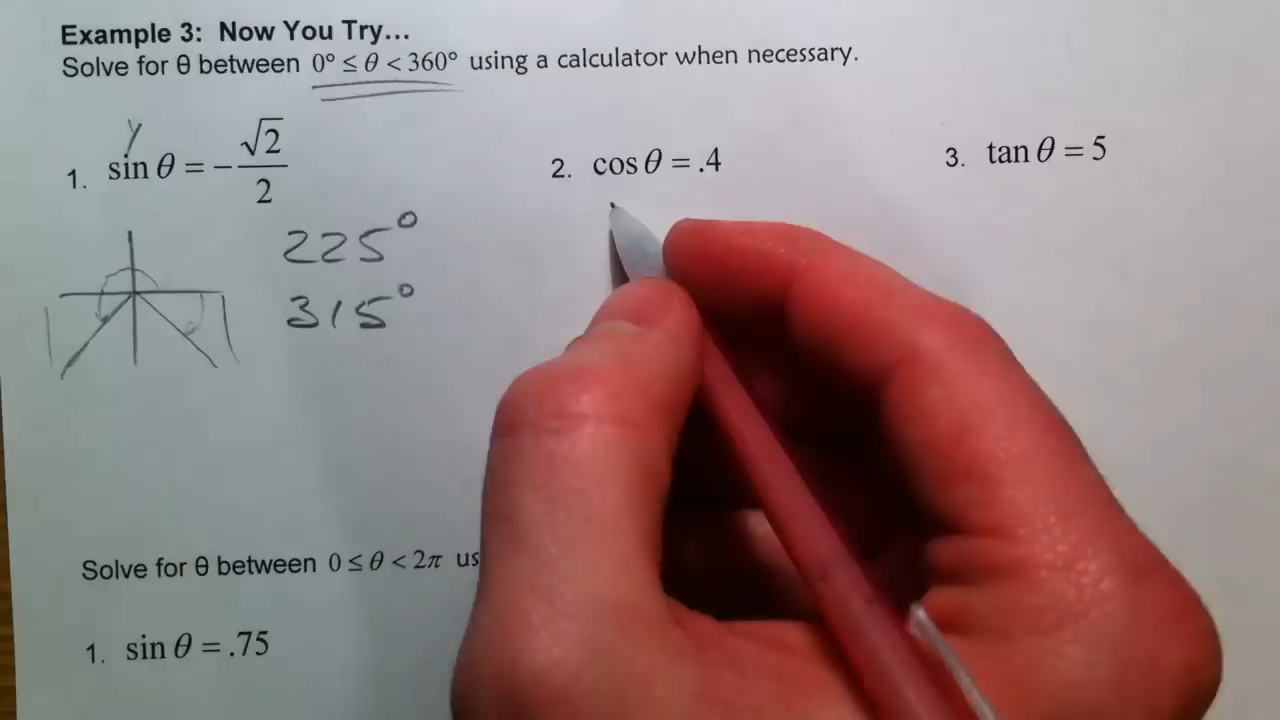 Example 3: Now You Try...
Solve for θ between 0° ≤ θ < 360° using a calculator when necessary.
y
1. sin θ = -√2/2
2. cos θ = .4
3. tan θ = 5
225°
315°
Solve for θ between 0 ≤ θ < 2π us
1. sin θ = .75